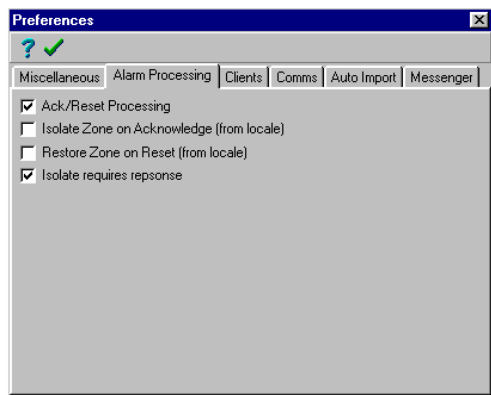 Preferences
Miscellaneous Alarm Processing Clients Comms Auto Import Messenger
Ack/Reset Processing
Isolate Zone on Acknowledge (from locale)
Restore Zone on Reset (from locale)
Isolate requires repsonse